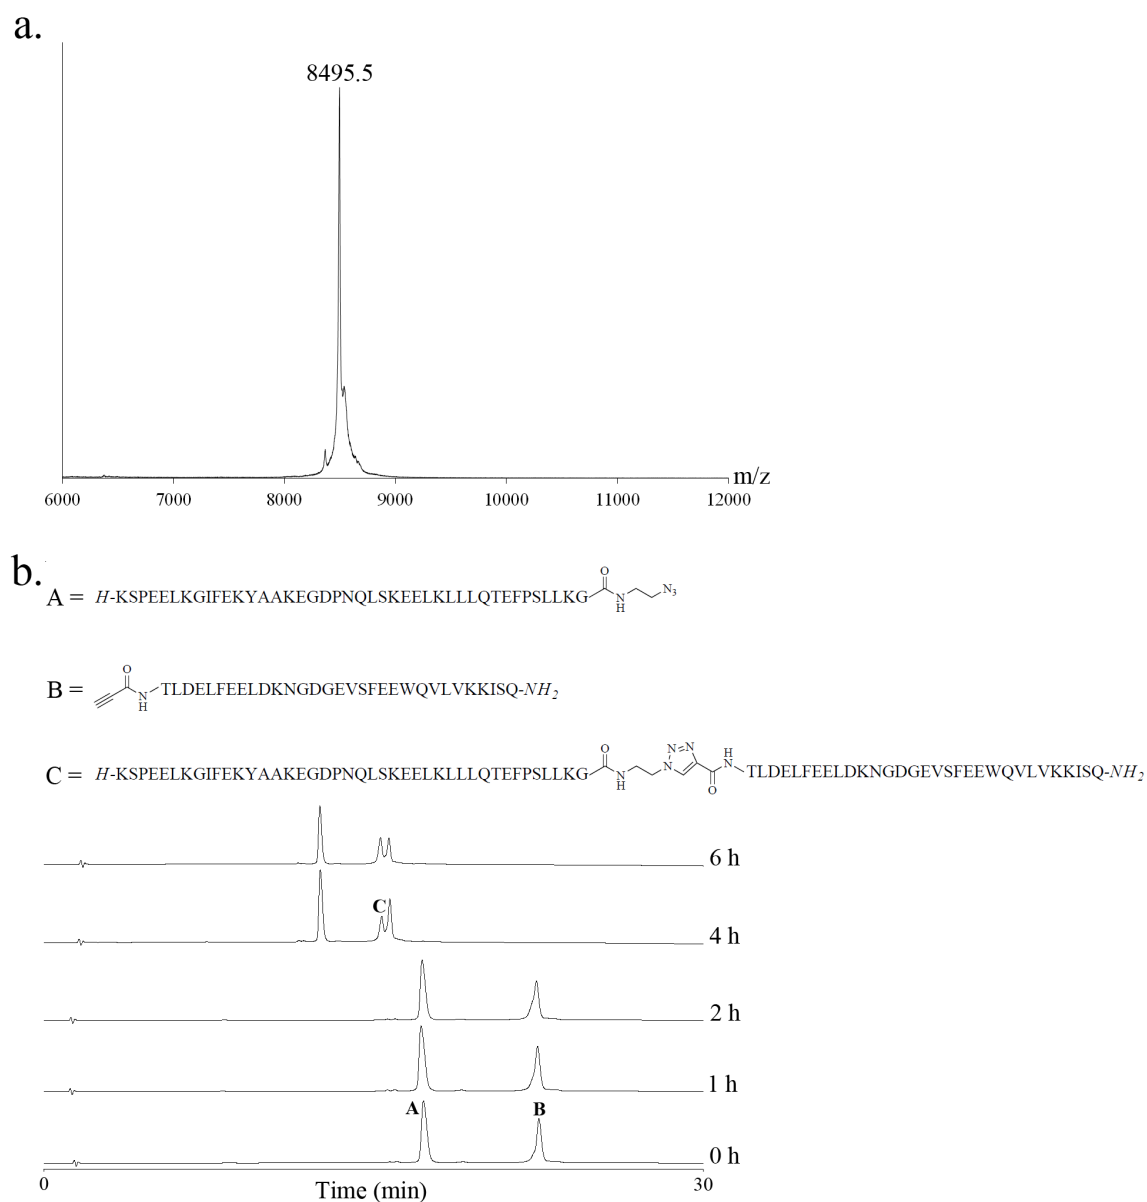 a.
8495.5
m/z
6000 7000 8000 9000 10000 11000 12000
b.
A = H-KSPEELKGIFEKYAAKEGDPNQLSKEELKLLLQTEFPSLLKG O N H N3
B = O N H TLDELFEELDKNGDGEVSFEEWQVLVKKISQ-NH2
C = H-KSPEELKGIFEKYAAKEGDPNQLSKEELKLLLQTEFPSLLKG O N H N N N O H N TLDELFEELDKNGDGEVSFEEWQVLVKKISQ-NH2
6 h
C
4 h
2 h
1 h
A B
0 h
0 30
Time (min)